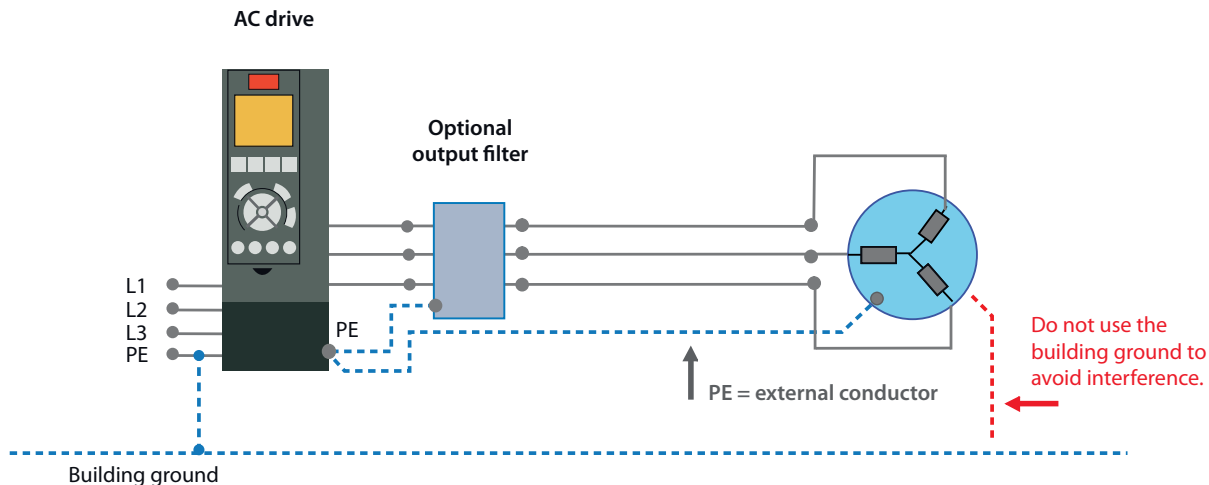 AC drive
Optional
output filter
L1
L2
L3
PE
PE
Do not use the
building ground to
avoid interference.
PE = external conductor
Building ground